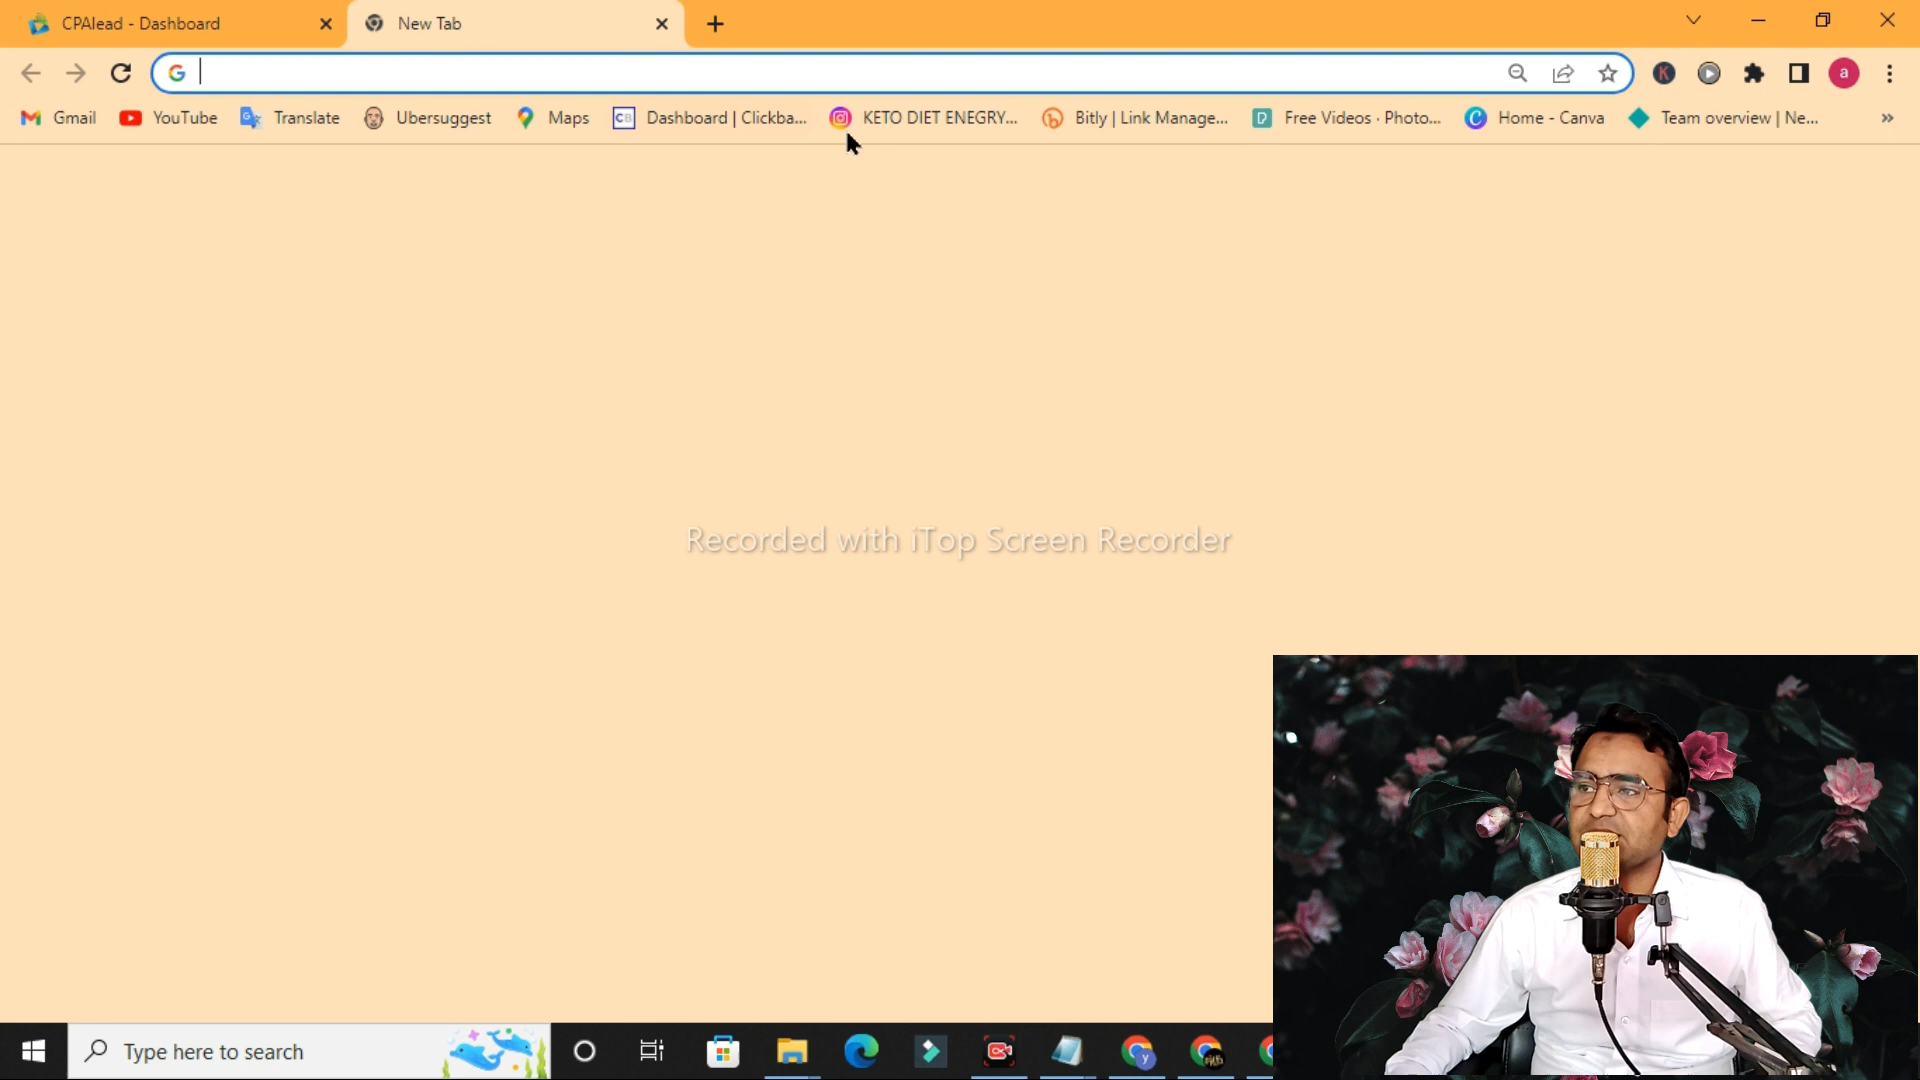 CPAlead - Dashboard
New Tab
Gmail
YouTube
Translate
Ubersuggest
Maps
Dashboard | Clickba...
KETO DIET ENEGRY...
Bitly | Link Manage...
Free Videos · Photo...
Home - Canva
Team overview | Ne...
Recorded with iTop Screen Recorder
Type here to search